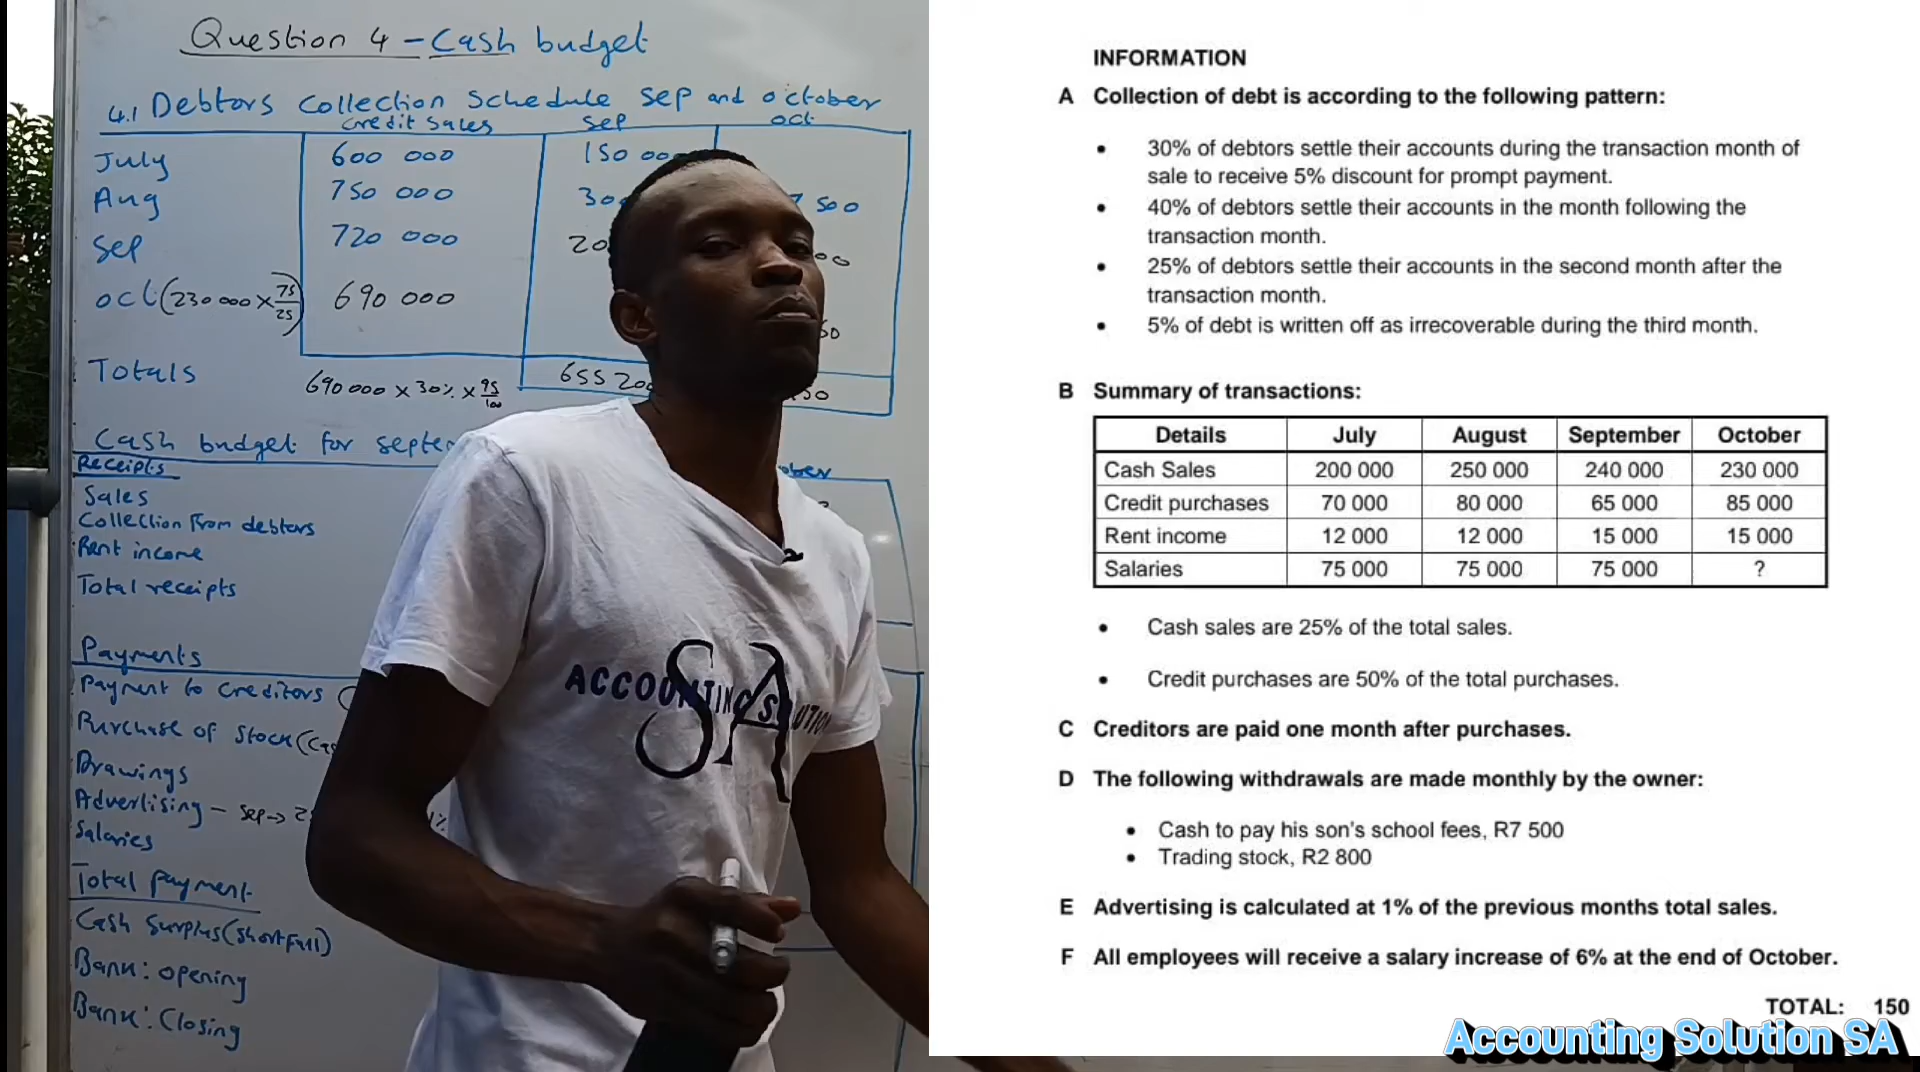 Question 4 - Cash budget
4.1 Debtors Collection Schedule Sep and October
Credit Sales Sep Oct
July 600 000 150 000
Aug 750 000 500
Sep 720 000
Oct (230 000 × 75/25) 690 000
Totals 655 200
690 000 × 30% × 95/100
Cash budget for
Receipts
Sales
Collection from debtors
Rent income
Total receipts
Payments
Payment to creditors
Purchase of stock
Drawings
Advertising - Sep →
Salaries
Total payment
Cash Surplus (Shortfall)
Bank: opening
Bank: Closing
ACCOUNTING SOLUTION
SA
INFORMATION
A Collection of debt is according to the following pattern:
• 30% of debtors settle their accounts during the transaction month of
sale to receive 5% discount for prompt payment.
• 40% of debtors settle their accounts in the month following the
transaction month.
• 25% of debtors settle their accounts in the second month after the
transaction month.
• 5% of debt is written off as irrecoverable during the third month.
B Summary of transactions:
Details July August September October
Cash Sales 200 000 250 000 240 000 230 000
Credit purchases 70 000 80 000 65 000 85 000
Rent income 12 000 12 000 15 000 15 000
Salaries 75 000 75 000 75 000 ?
• Cash sales are 25% of the total sales.
• Credit purchases are 50% of the total purchases.
C Creditors are paid one month after purchases.
D The following withdrawals are made monthly by the owner:
• Cash to pay his son's school fees, R7 500
• Trading stock, R2 800
E Advertising is calculated at 1% of the previous months total sales.
F All employees will receive a salary increase of 6% at the end of October.
TOTAL: 150
Accounting Solution SA